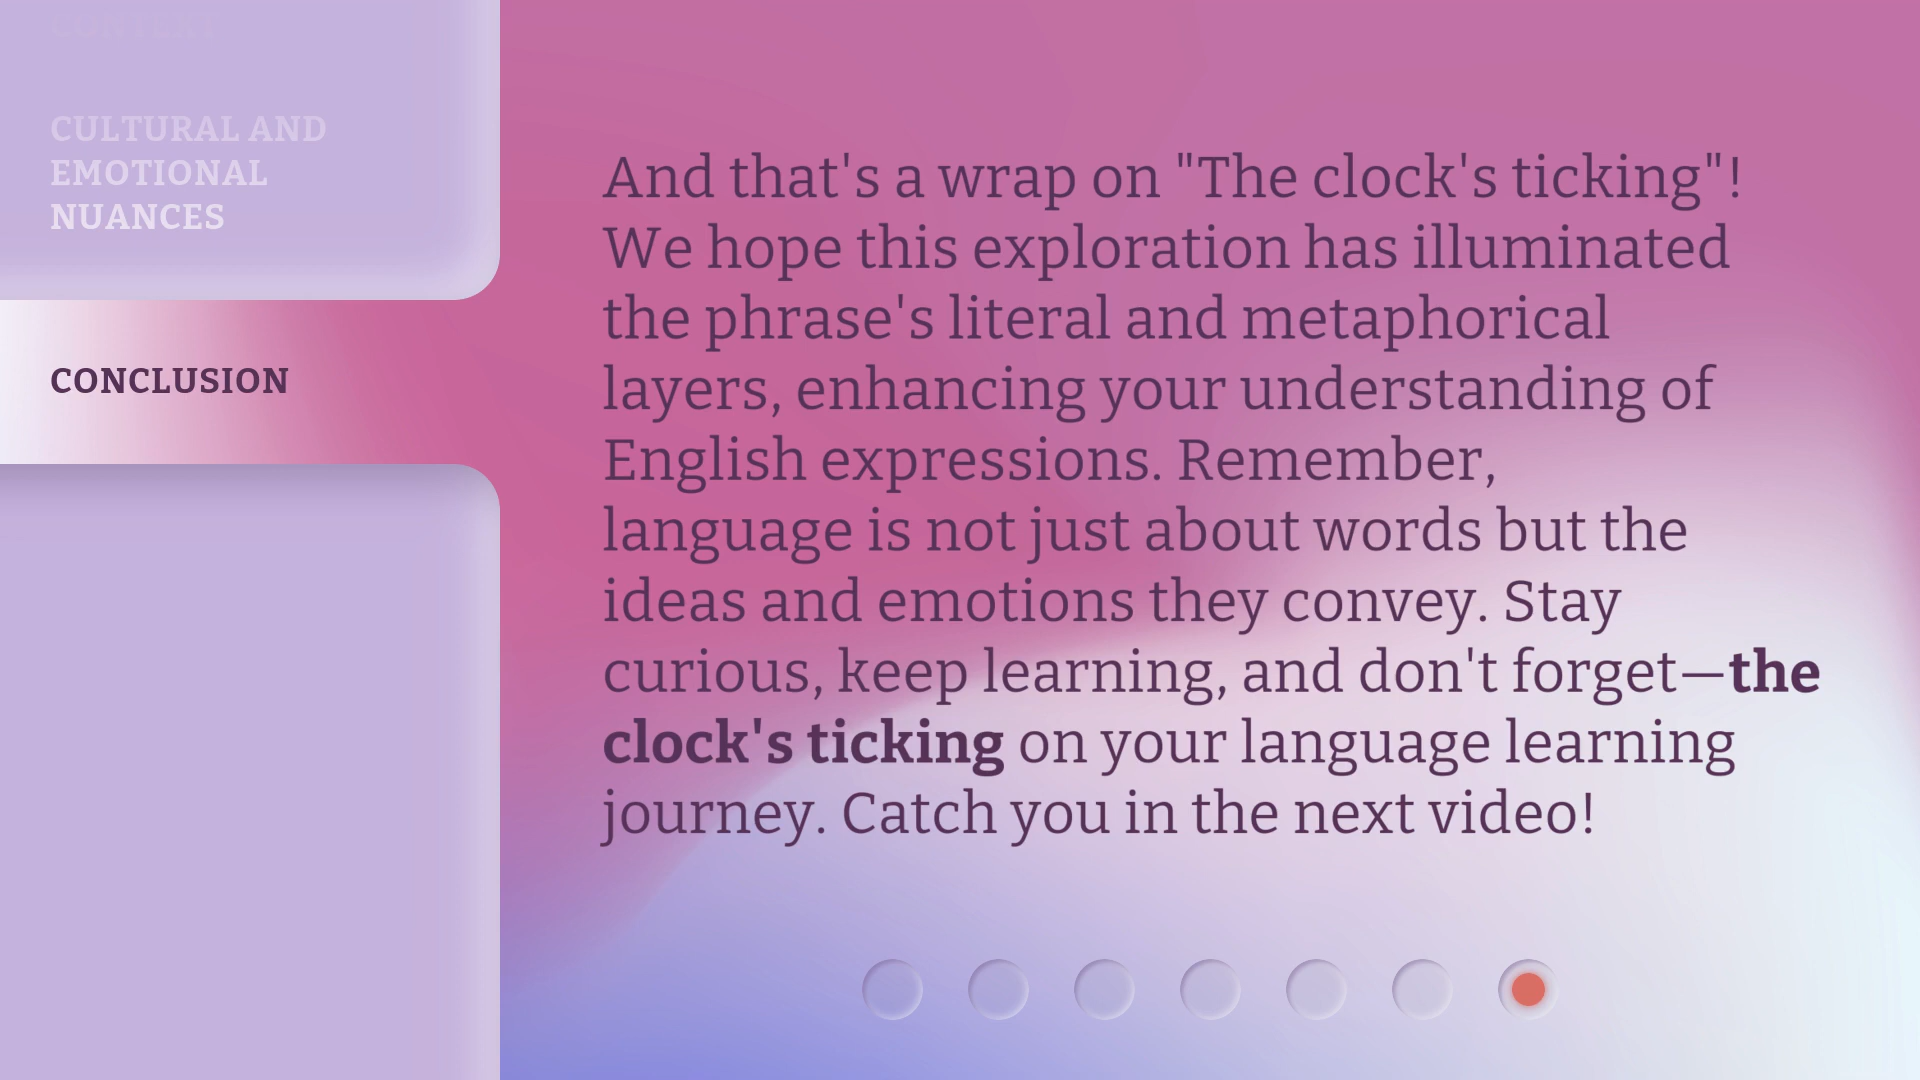 CONTEXT
CULTURAL AND
EMOTIONAL
NUANCES
CONCLUSION
And that's a wrap on "The clock's ticking"!
We hope this exploration has illuminated
the phrase's literal and metaphorical
layers, enhancing your understanding of
English expressions. Remember,
language is not just about words but the
ideas and emotions they convey. Stay
curious, keep learning, and don't forget—the
clock's ticking on your language learning
journey. Catch you in the next video!